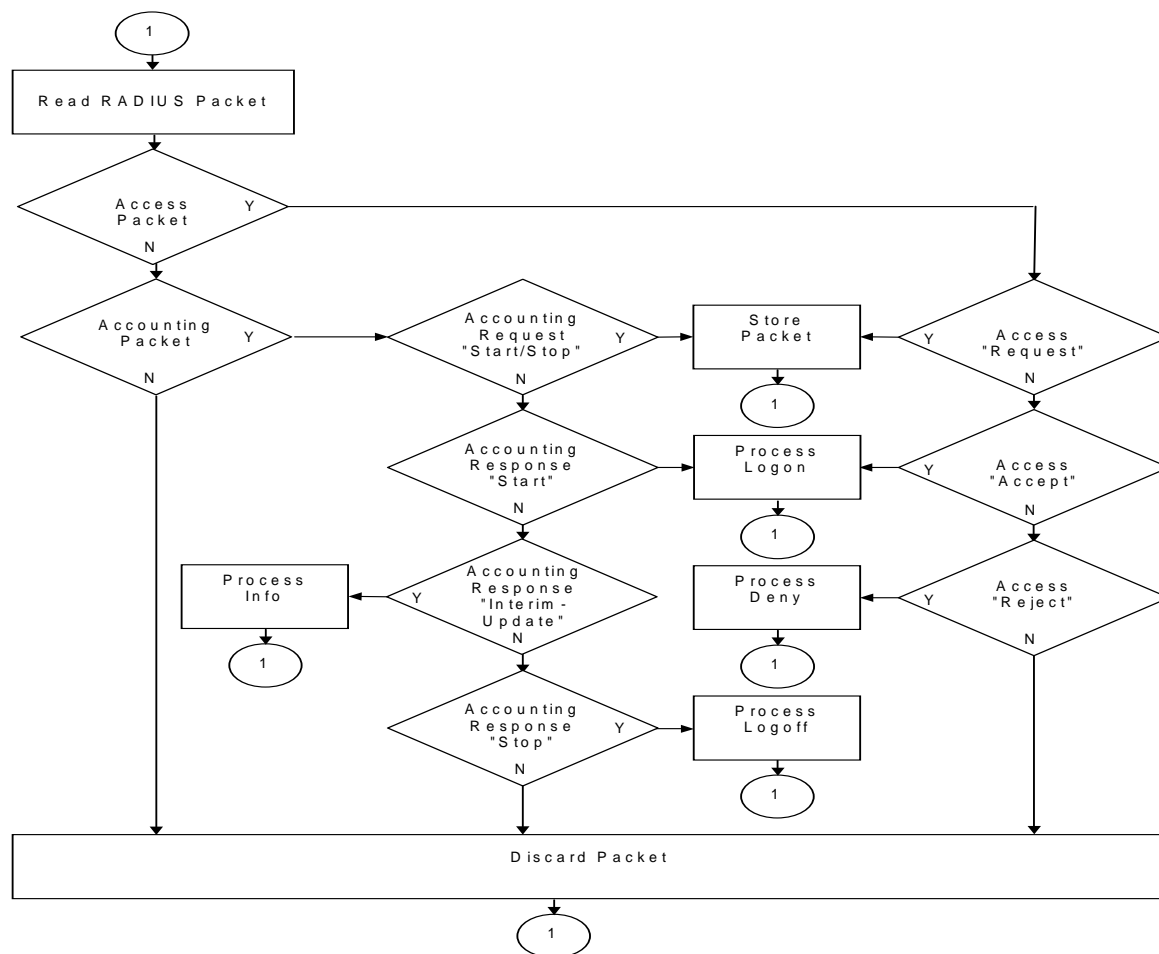 1
Read RADIUS Packet
Access
Packet
Y
N
Accounting
Packet
Y
N
Accounting
Request
"Start/Stop"
Y
N
Store
Packet
1
Access
"Request"
Y
N
Accounting
Response
"Start"
N
Process
Logon
1
Access
"Accept"
Y
N
Process
Info
1
Accounting
Response
"Interim-
Update"
Y
N
Process
Deny
1
Access
"Reject"
Y
N
Accounting
Response
"Stop"
Y
N
Process
Logoff
1
Discard Packet
1